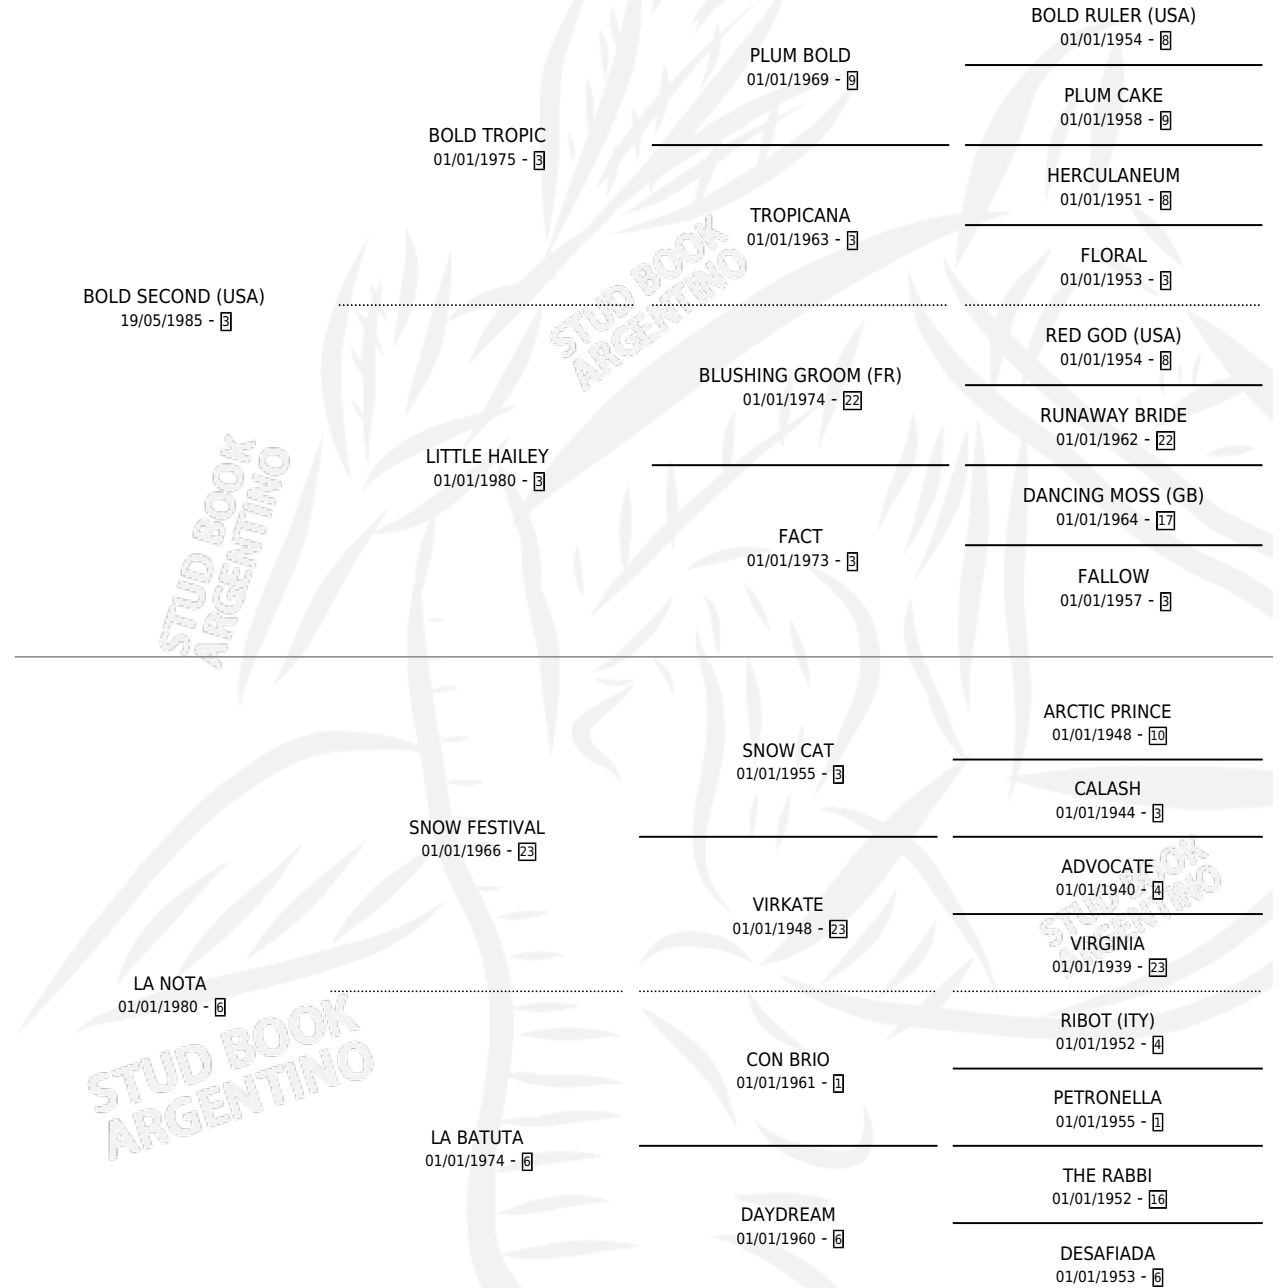 BOLD RULER (USA)
01/01/1954 - 8
PLUM BOLD
01/01/1969 - 9
PLUM CAKE
01/01/1958 - 9
BOLD TROPIC
01/01/1975 - 3
HERCULANEUM
01/01/1951 - 8
TROPICANA
01/01/1963 - 3
FLORAL
01/01/1953 - 3
BOLD SECOND (USA)
19/05/1985 - 3
RED GOD (USA)
01/01/1954 - 8
BLUSHING GROOM (FR)
01/01/1974 - 22
RUNAWAY BRIDE
01/01/1962 - 22
LITTLE HAILEY
01/01/1980 - 3
DANCING MOSS (GB)
01/01/1964 - 17
FACT
01/01/1973 - 3
FALLOW
01/01/1957 - 3
STUD BOOK
ARGENTINO
STUD BOOK
ARGENTINO
ARCTIC PRINCE
01/01/1948 - 10
SNOW CAT
01/01/1955 - 3
CALASH
01/01/1944 - 3
SNOW FESTIVAL
01/01/1966 - 23
ADVOCATE
01/01/1940 - 4
VIRKATE
01/01/1948 - 23
VIRGINIA
01/01/1939 - 23
LA NOTA
01/01/1980 - 6
RIBOT (ITY)
01/01/1952 - 4
CON BRIO
01/01/1961 - 1
PETRONELLA
01/01/1955 - 1
LA BATUTA
01/01/1974 - 6
THE RABBI
01/01/1952 - 16
DAYDREAM
01/01/1960 - 6
DESAFIADA
01/01/1953 - 6
STUD BOOK
ARGENTINO
STUD BOOK
ARGENTINO